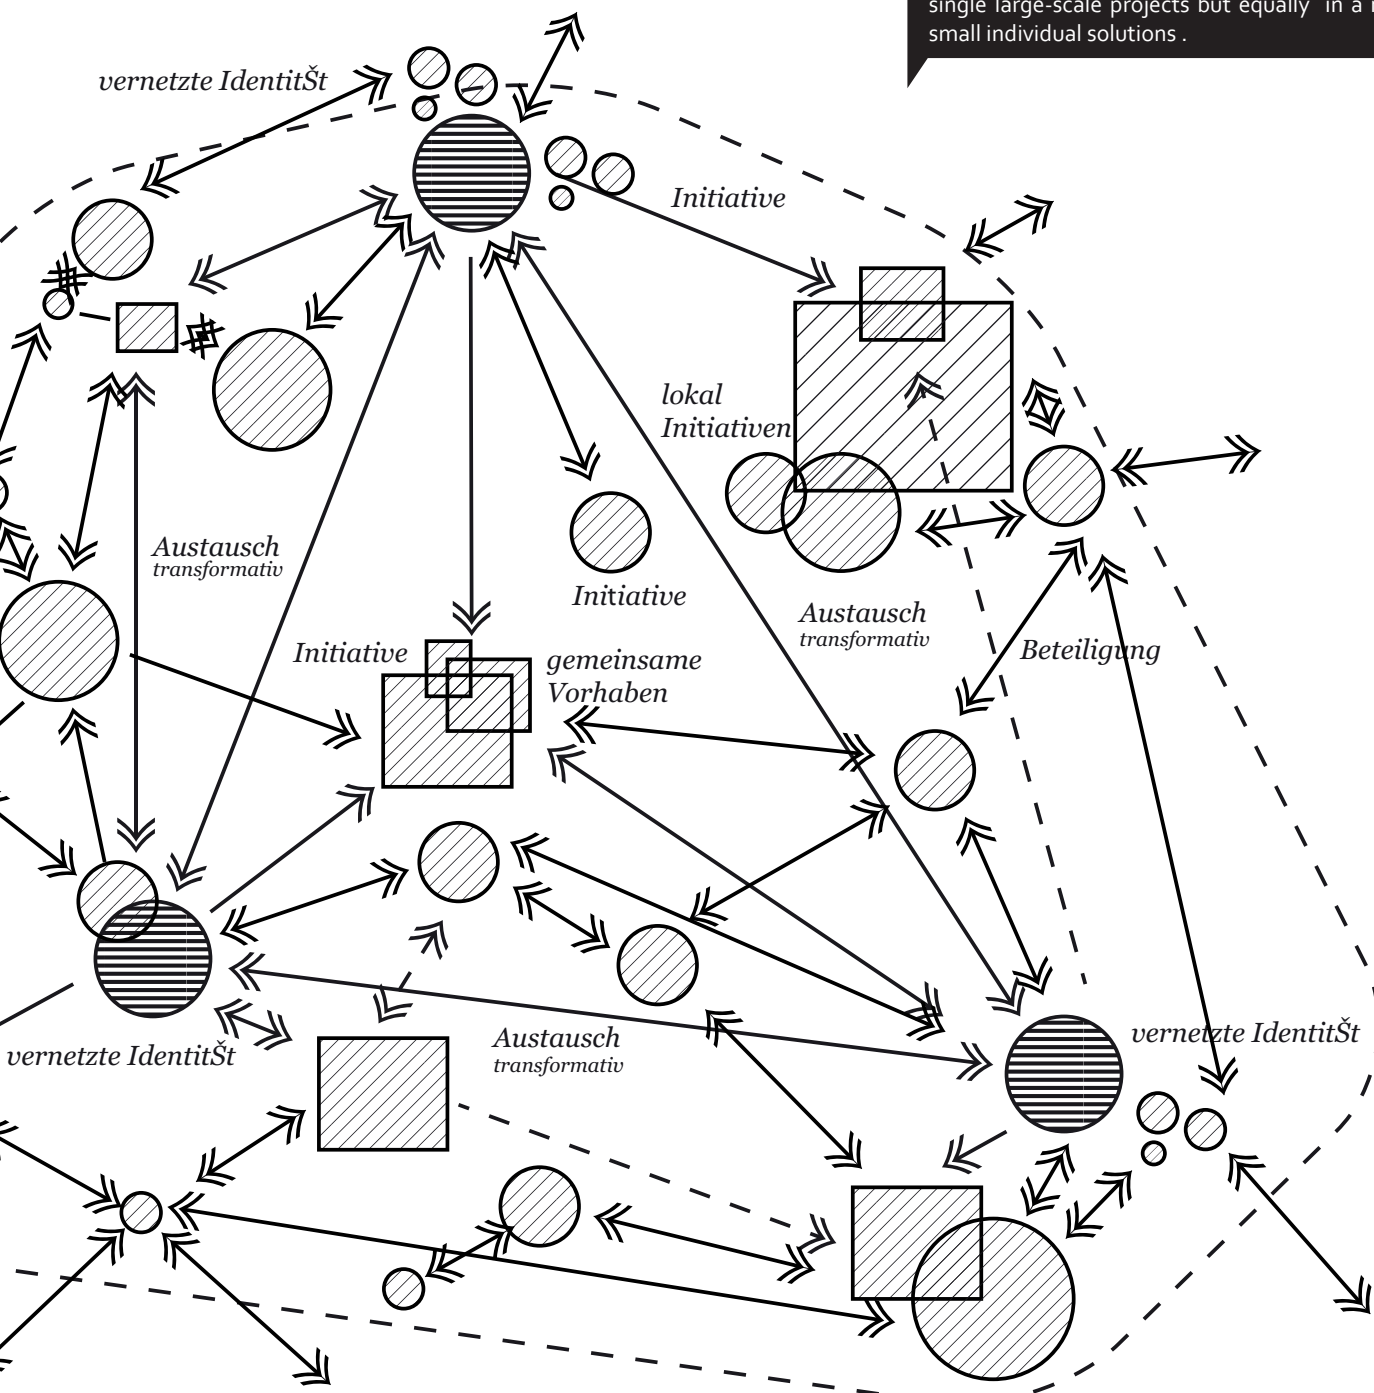 single large-scale projects but equally in a
small individual solutions .
vernetzte IdentitŠt
Initiative
lokal
Initiativen
Austausch
transformativ
Initiative
Austausch
transformativ
Initiative
gemeinsame
Vorhaben
Beteiligung
Austausch
transformativ
vernetzte IdentitŠt
vernetzte IdentitŠt